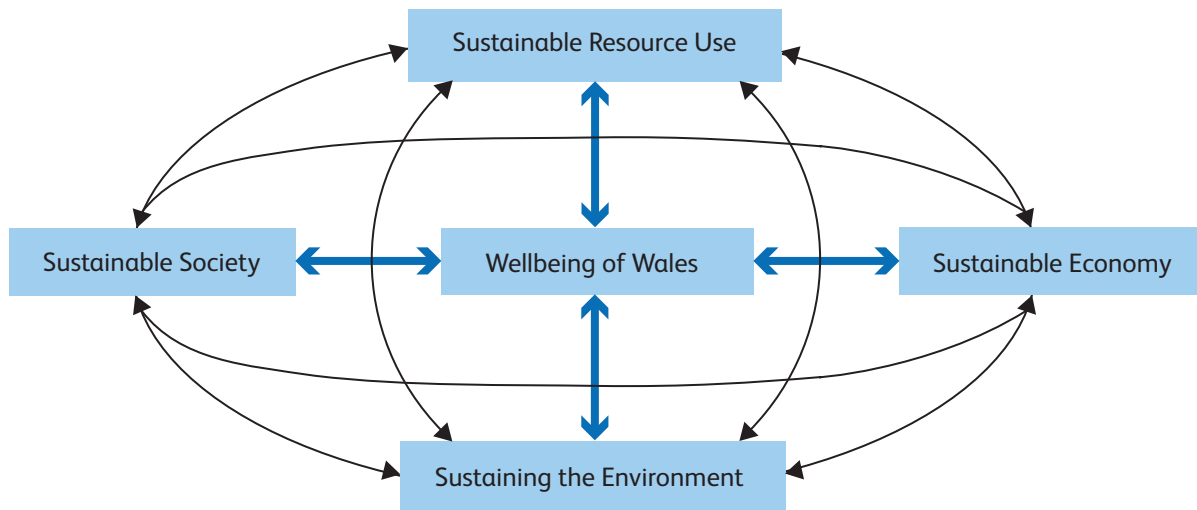 Sustainable Resource Use
Sustainable Society
Wellbeing of Wales
Sustainable Economy
Sustaining the Environment